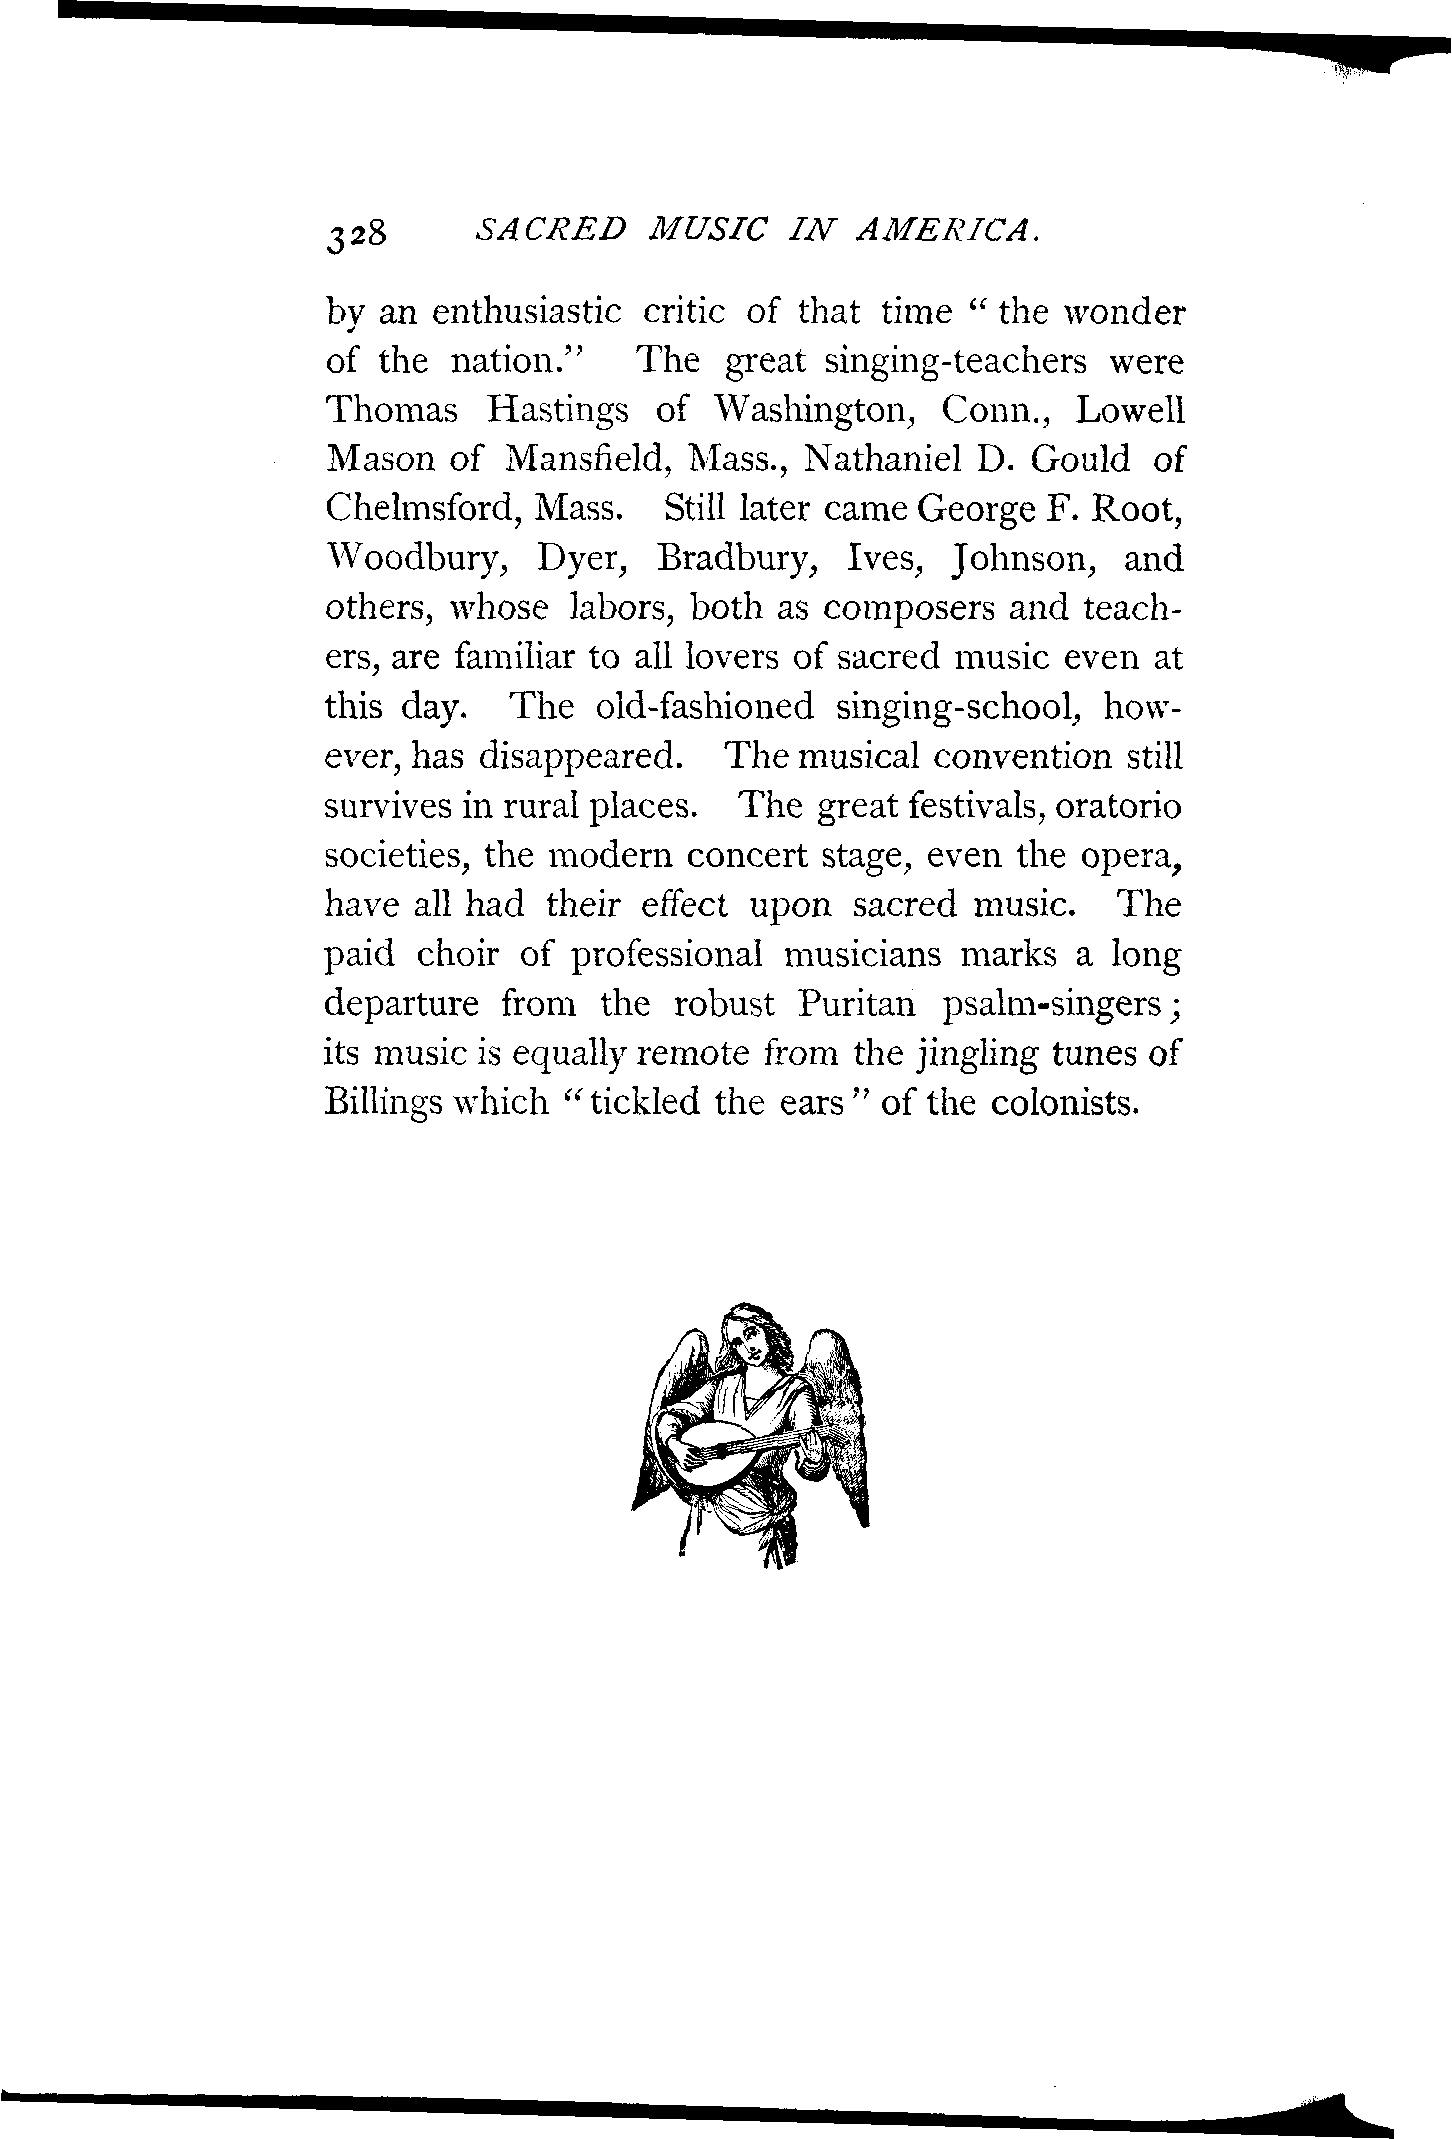 328 SACRED MUSIC IN AMERICA.
by an enthusiastic critic of that time “ the wonder
of the nation.” The great singing-teachers were
Thomas Hastings of Washington, Conn., Lowell
Mason of Mansfield, Mass., Nathaniel D. Gould of
Chelmsford, Mass. Still later came George F. Root,
Woodbury, Dyer, Bradbury, Ives, Johnson, and
others, whose labors, both as composers and teach-
ers, are familiar to all lovers of sacred music even at
this day. The old-fashioned singing-school, how-
ever, has disappeared. The musical convention still
survives in rural places. The great festivals, oratorio
societies, the modern concert stage, even the opera,
have all had their effect upon sacred music. The
paid choir of professional musicians marks a long
departure from the robust Puritan psalm-singers ;
its music is equally remote from the jingling tunes of
Billings which “ tickled the ears ” of the colonists.